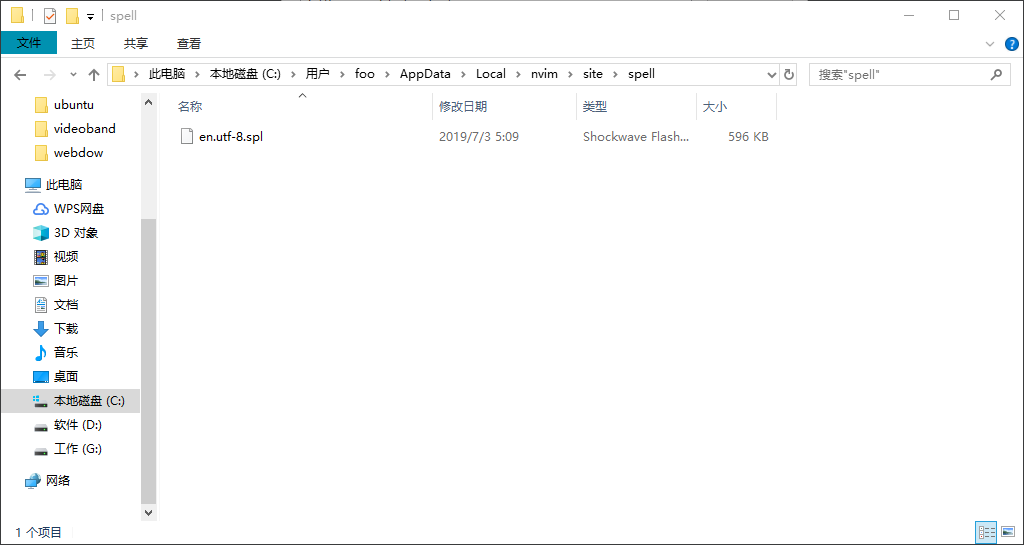 spell
文件 主页 共享 查看
此电脑 本地磁盘 (C:) 用户 foo AppData Local nvim site spell 搜索"spell"
ubuntu
videoband
webdow
此电脑
WPS网盘
3D 对象
视频
图片
文档
下载
音乐
桌面
本地磁盘 (C:)
软件 (D:)
工作 (G:)
网络
名称 修改日期 类型 大小
en.utf-8.spl 2019/7/3 5:09 Shockwave Flash... 596 KB
1 个项目